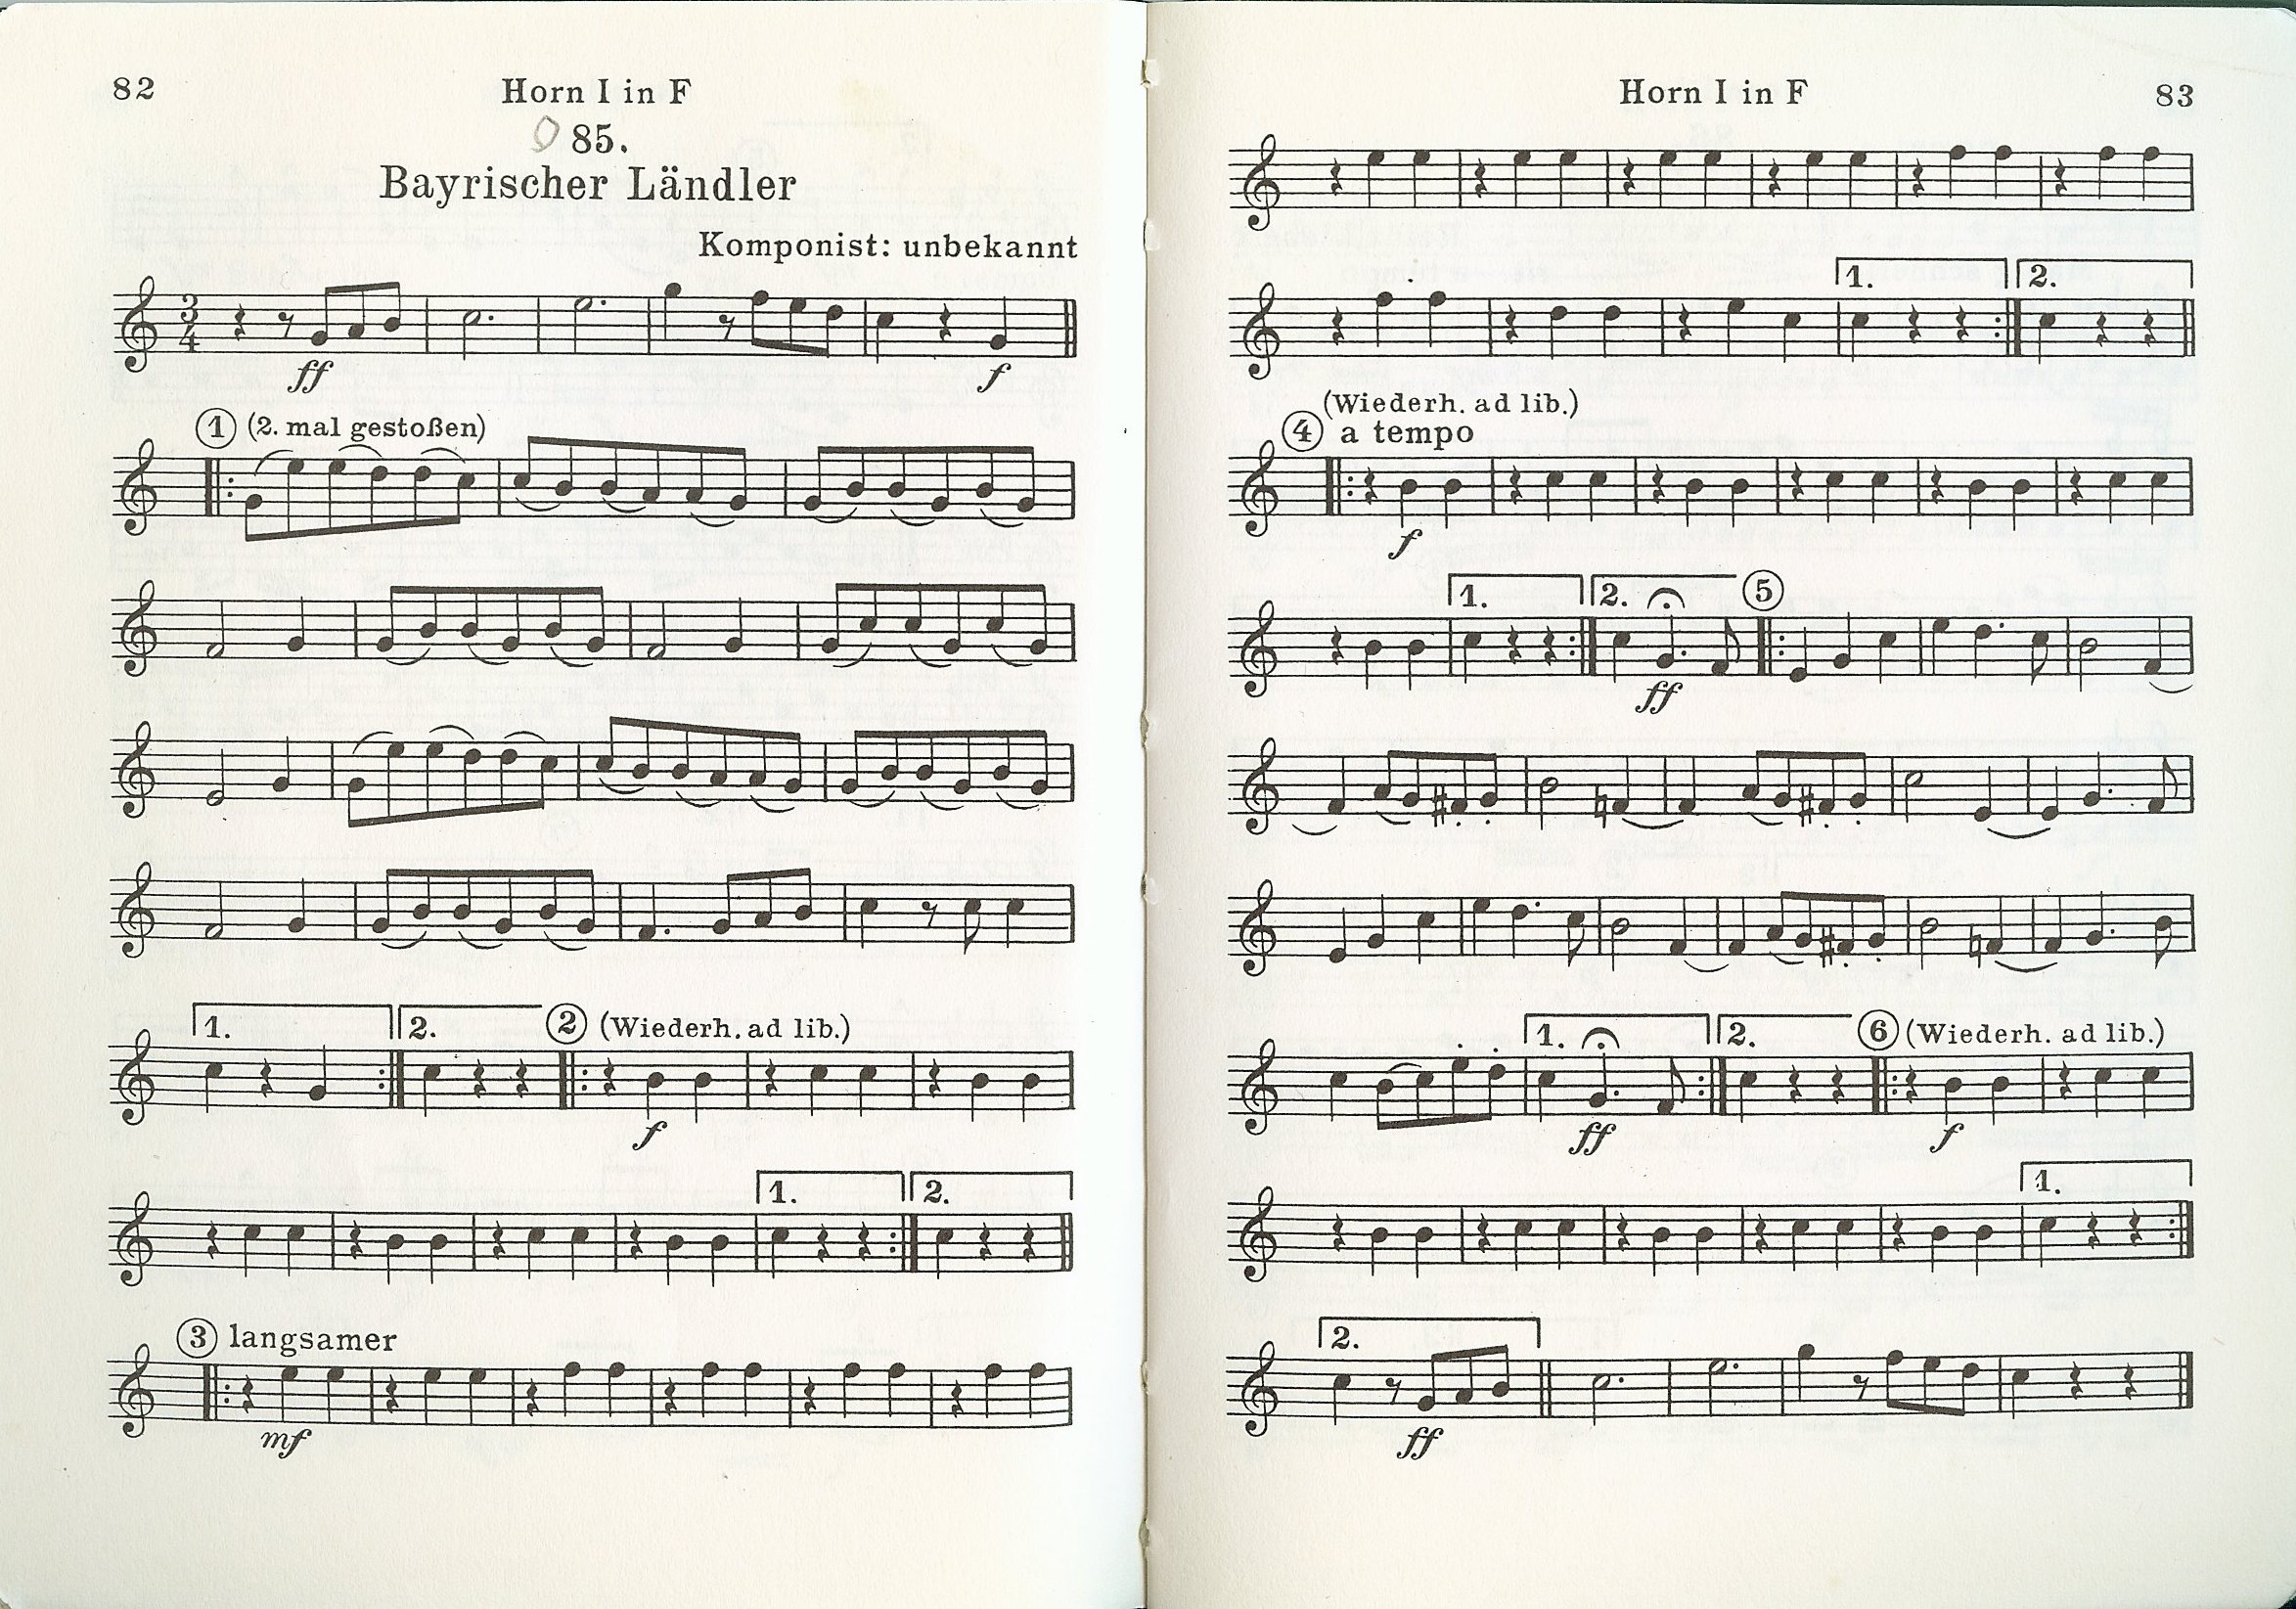 82
Horn I in F
85.
Bayrischer Ländler
Komponist: unbekannt
3
4
ff
f
1 (2. mal gestoßen)
1.
2.
2 (Wiederh. ad lib.)
f
1.
2.
3 langsamer
mf
Horn I in F
83
1.
2.
(Wiederh. ad lib.)
4 a tempo
f
1.
2.
5
ff
1.
2.
6 (Wiederh. ad lib.)
ff
f
1.
2.
ff